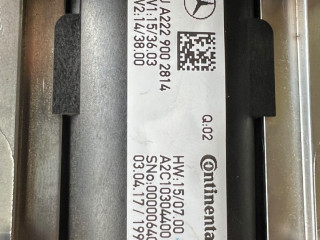 A222 900 2814
V1:15/36.03
V2:14/38.00
Q:02
Continental
HW:15/07.00
A2C10304400
SNo.00000640
03.04.17 / 199